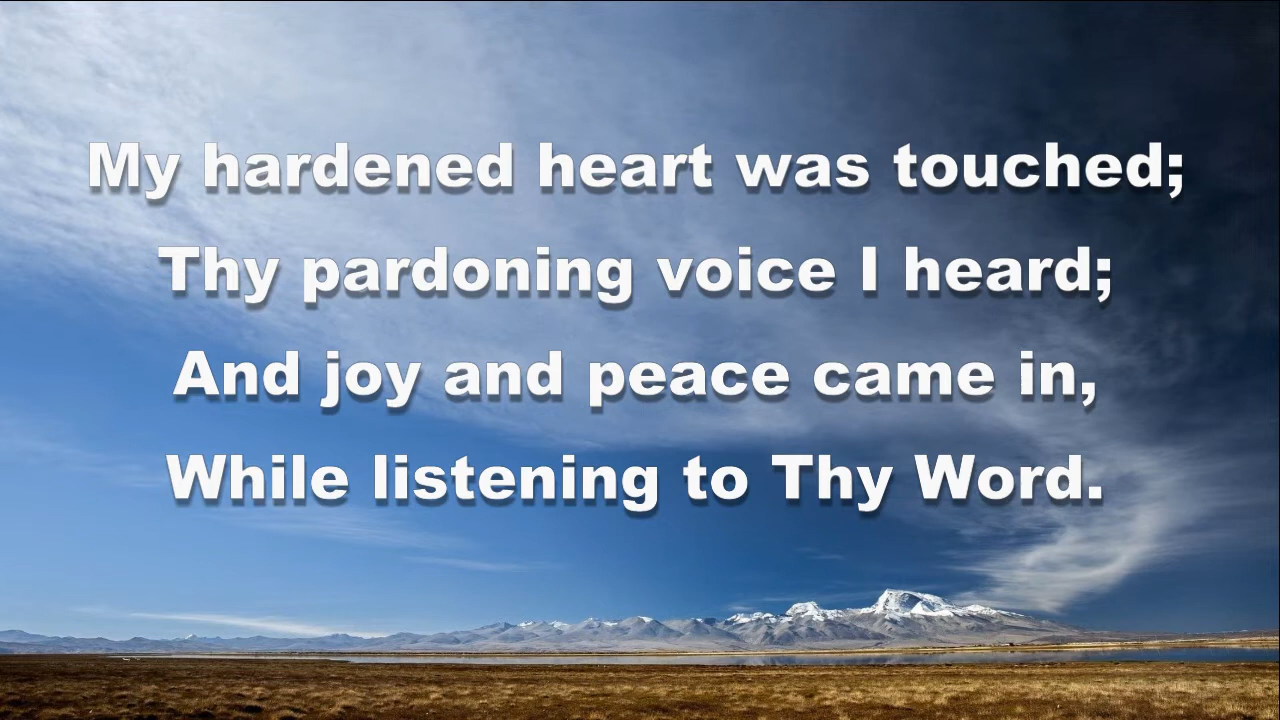 My hardened heart was touched;
Thy pardoning voice I heard;
And joy and peace came in,
While listening to Thy Word.